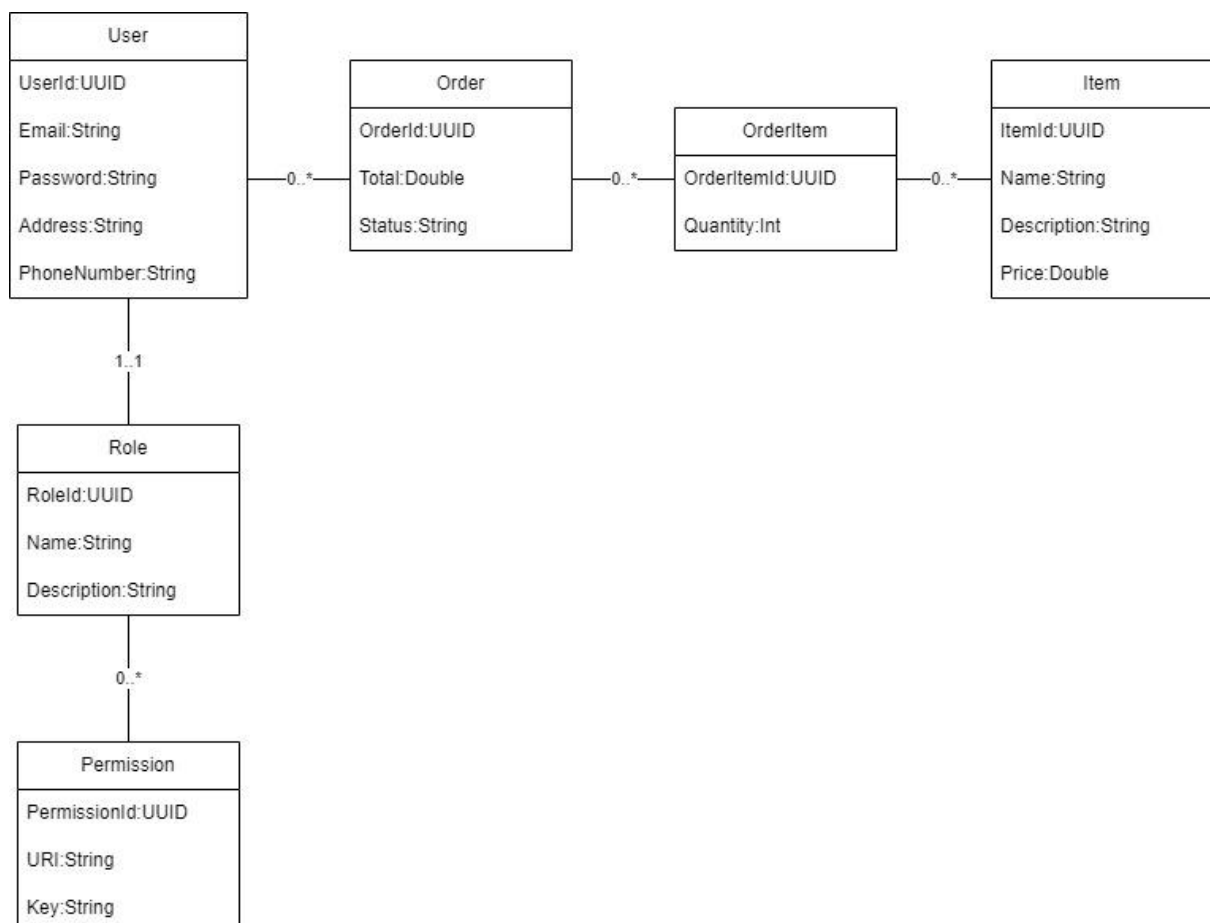 User
UserId:UUID
Email:String
Password:String
Address:String
PhoneNumber:String
0..*
Order
OrderId:UUID
Total:Double
Status:String
0..*
OrderItem
OrderItemId:UUID
Quantity:Int
0..*
Item
ItemId:UUID
Name:String
Description:String
Price:Double
1..1
Role
RoleId:UUID
Name:String
Description:String
0..*
Permission
PermissionId:UUID
URI:String
Key:String